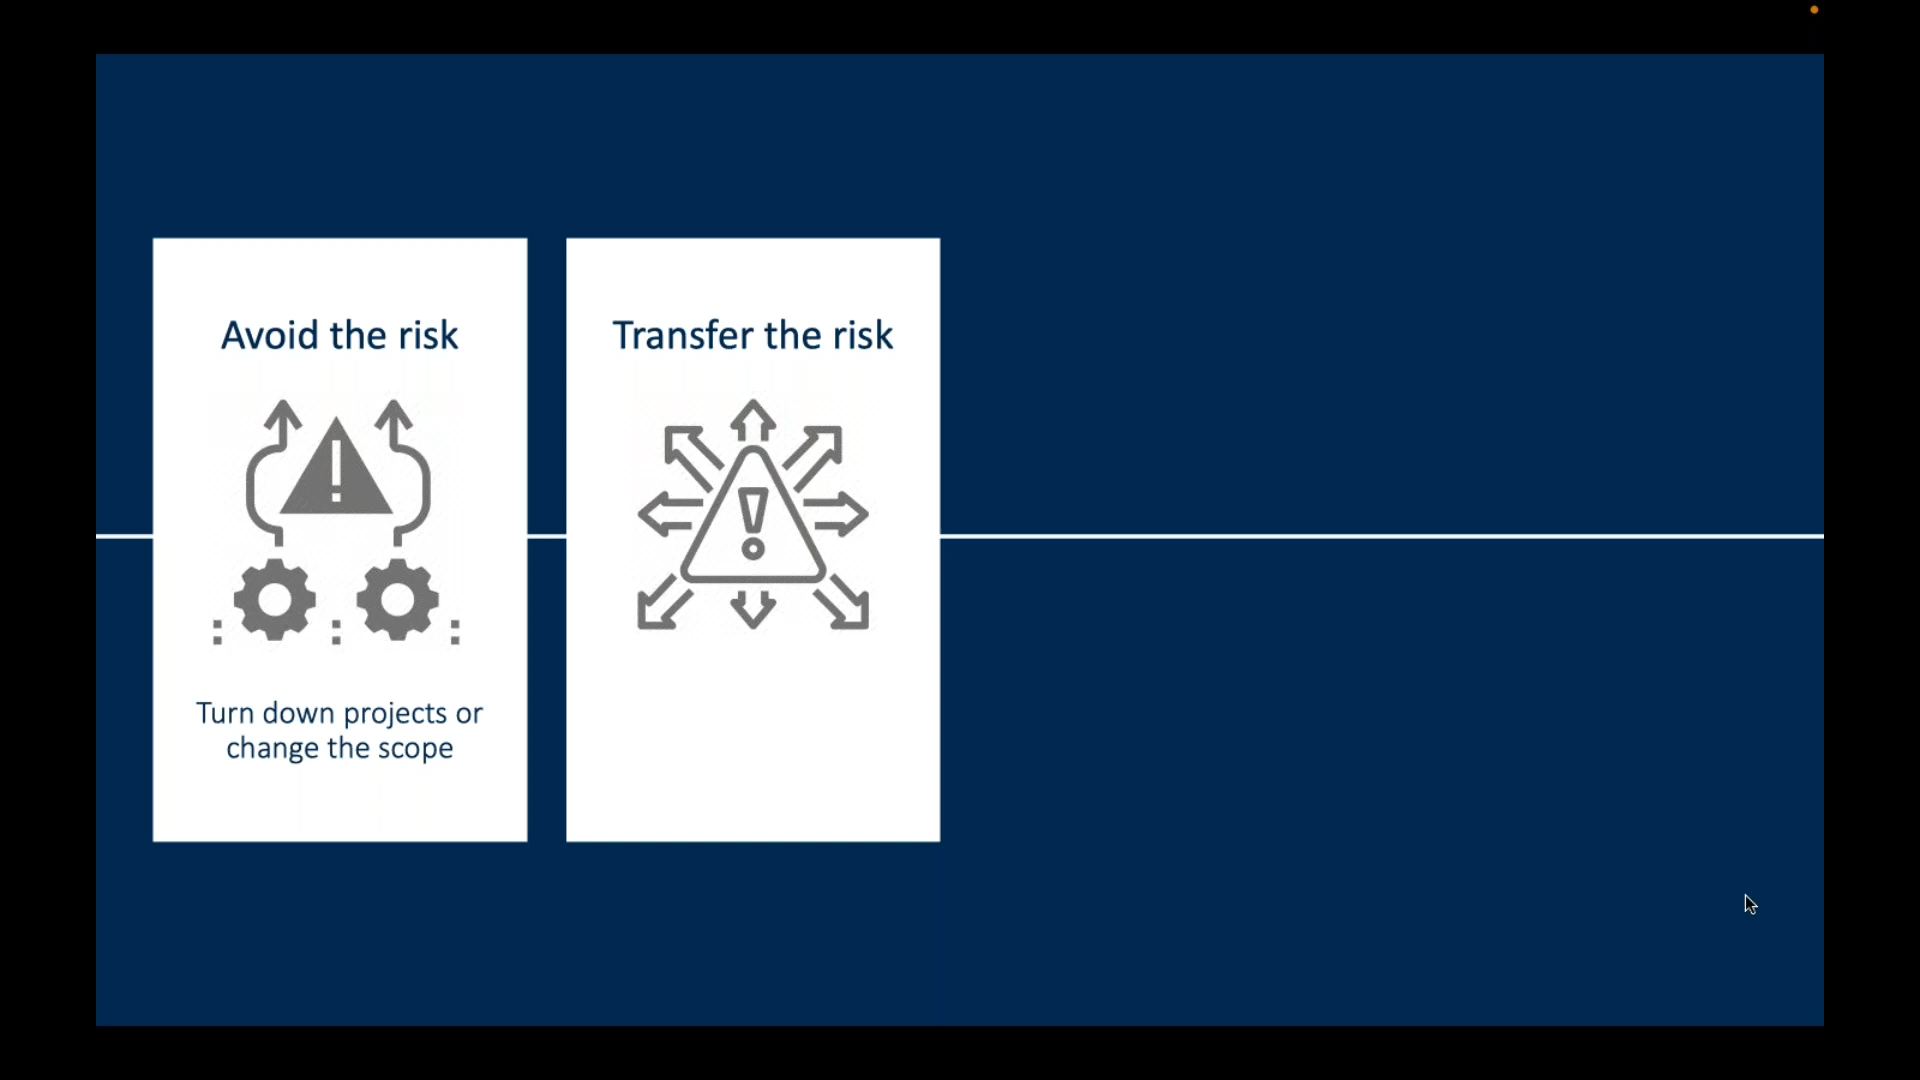 Avoid the risk
Turn down projects or
change the scope
Transfer the risk